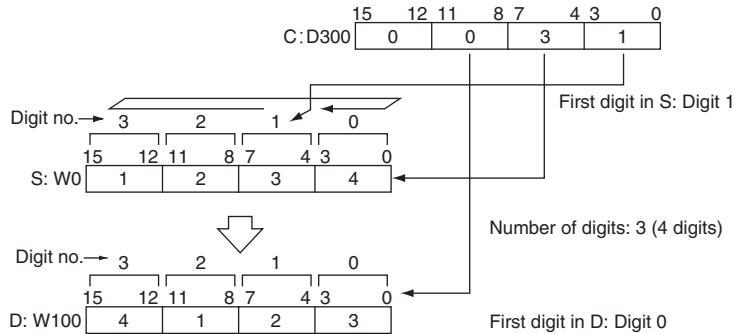 15 12 11 8 7 4 3 0
C:D300 0 0 3 1
First digit in S: Digit 1
Digit no. 3 2 1 0
15 12 11 8 7 4 3 0
S: W0 1 2 3 4
Number of digits: 3 (4 digits)
Digit no. 3 2 1 0
15 12 11 8 7 4 3 0
D: W100 4 1 2 3
First digit in D: Digit 0